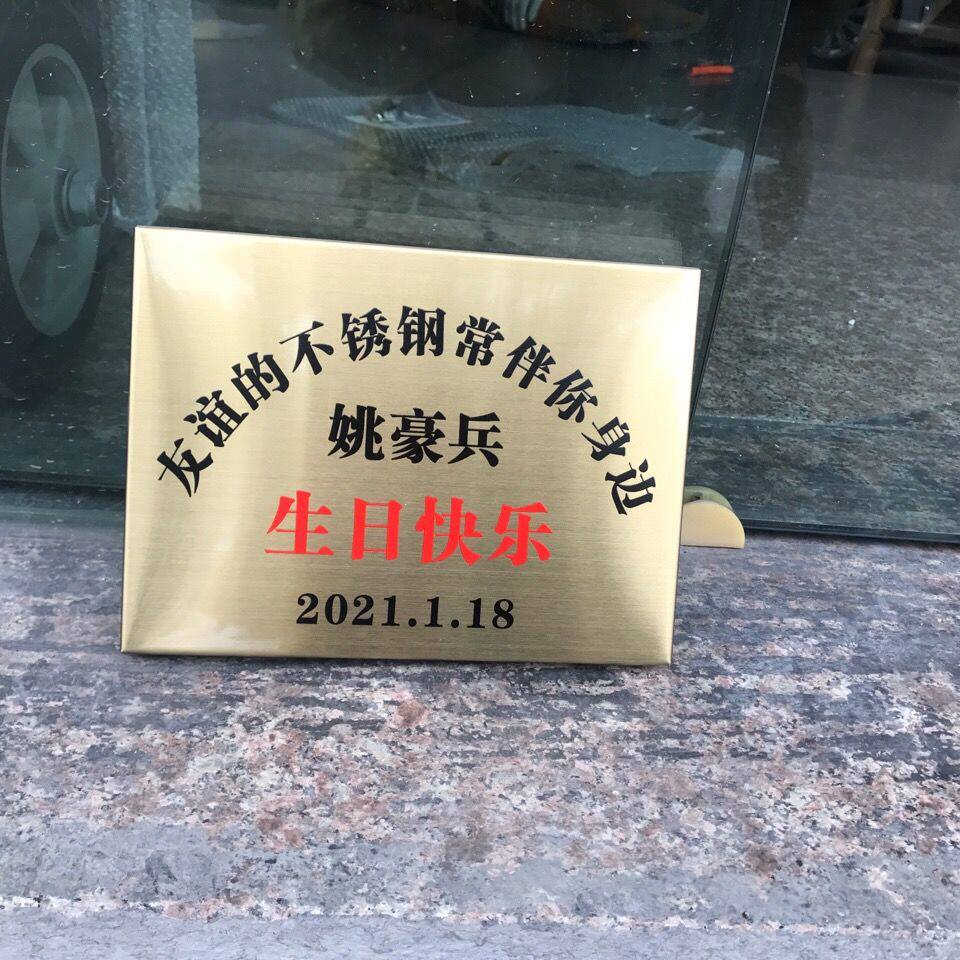 友谊的不锈钢常伴你身边
姚豪兵
生日快乐
2021.1.18